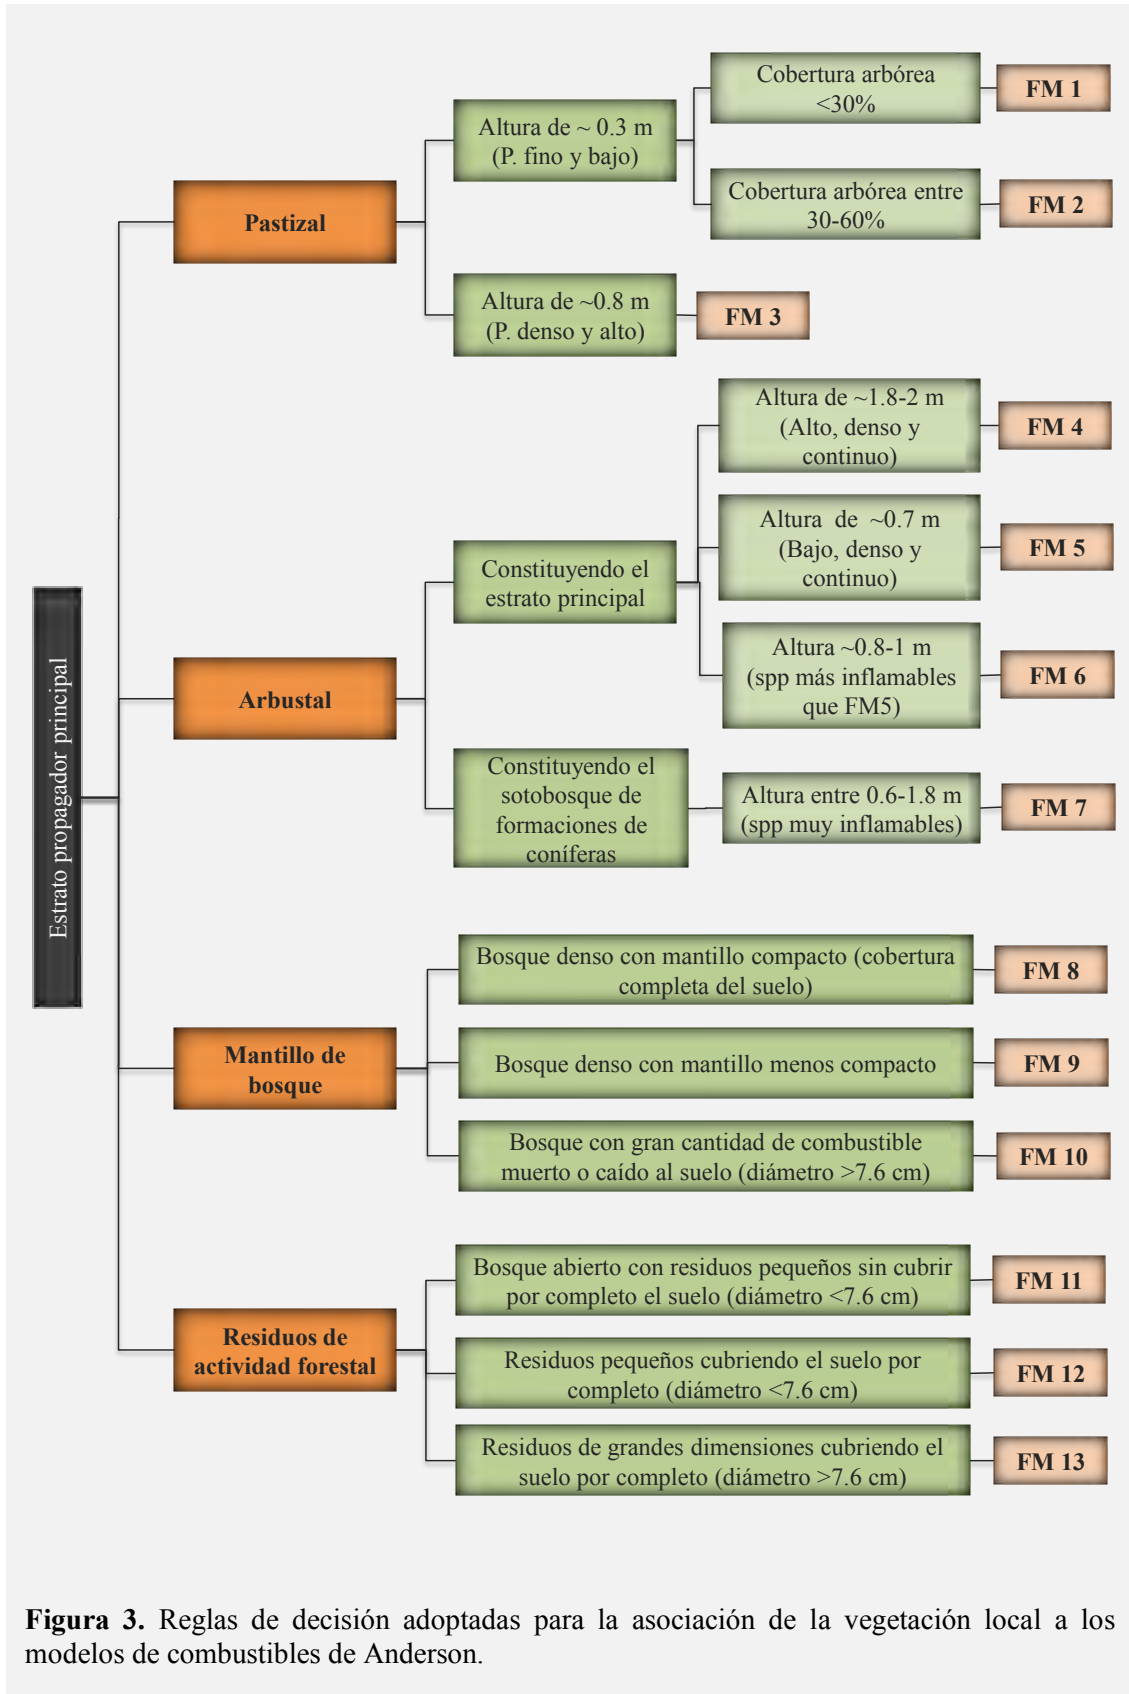 Estrato propagador principal
Pastizal
Altura de ~ 0.3 m
(P. fino y bajo)
Cobertura arbórea
<30%
FM 1
Cobertura arbórea entre
30-60%
FM 2
Altura de ~0.8 m
(P. denso y alto)
FM 3
Arbustal
Constituyendo el
estrato principal
Altura de ~1.8-2 m
(Alto, denso y
continuo)
FM 4
Altura de ~0.7 m
(Bajo, denso y
continuo)
FM 5
Altura ~0.8-1 m
(spp más inflamables
que FM5)
FM 6
Constituyendo el
sotobosque de
formaciones de
coníferas
Altura entre 0.6-1.8 m
(spp muy inflamables)
FM 7
Mantillo de
bosque
Bosque denso con mantillo compacto (cobertura
completa del suelo)
FM 8
Bosque denso con mantillo menos compacto
FM 9
Bosque con gran cantidad de combustible
muerto o caído al suelo (diámetro >7.6 cm)
FM 10
Residuos de
actividad forestal
Bosque abierto con residuos pequeños sin cubrir
por completo el suelo (diámetro <7.6 cm)
FM 11
Residuos pequeños cubriendo el suelo por
completo (diámetro <7.6 cm)
FM 12
Residuos de grandes dimensiones cubriendo el
suelo por completo (diámetro >7.6 cm)
FM 13
Figura 3. Reglas de decisión adoptadas para la asociación de la vegetación local a los
modelos de combustibles de Anderson.